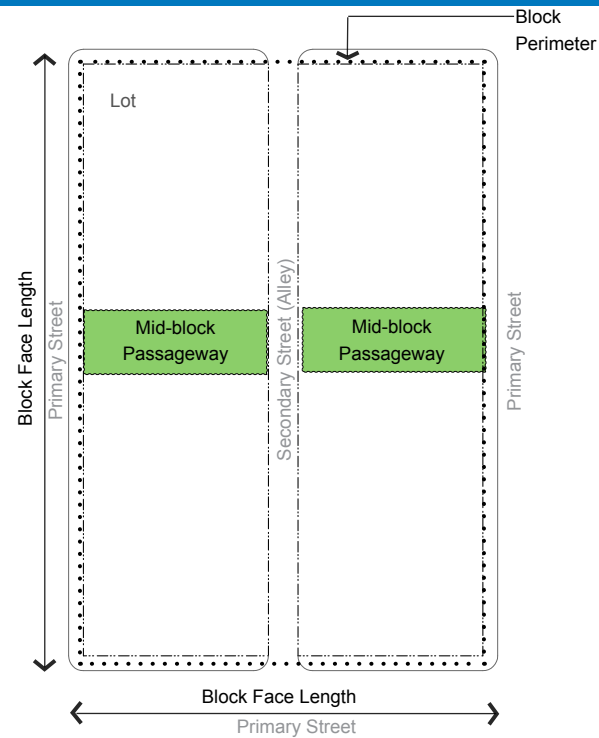 Block
Perimeter
Lot
Block Face Length
Primary Street
Mid-block
Passageway
Secondary Street (Alley)
Mid-block
Passageway
Primary Street
Block Face Length
Primary Street